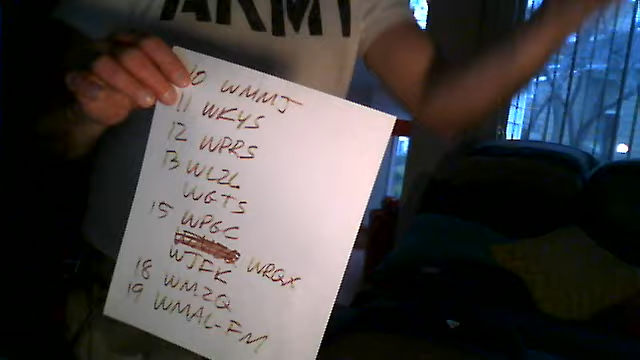 ARMY
10 WMMJ
11 WKYS
12 WPRS
13 WLZL
WGTS
15 WPGC
WRQX
WJFK
18 WMZQ
19 WMAL-FM